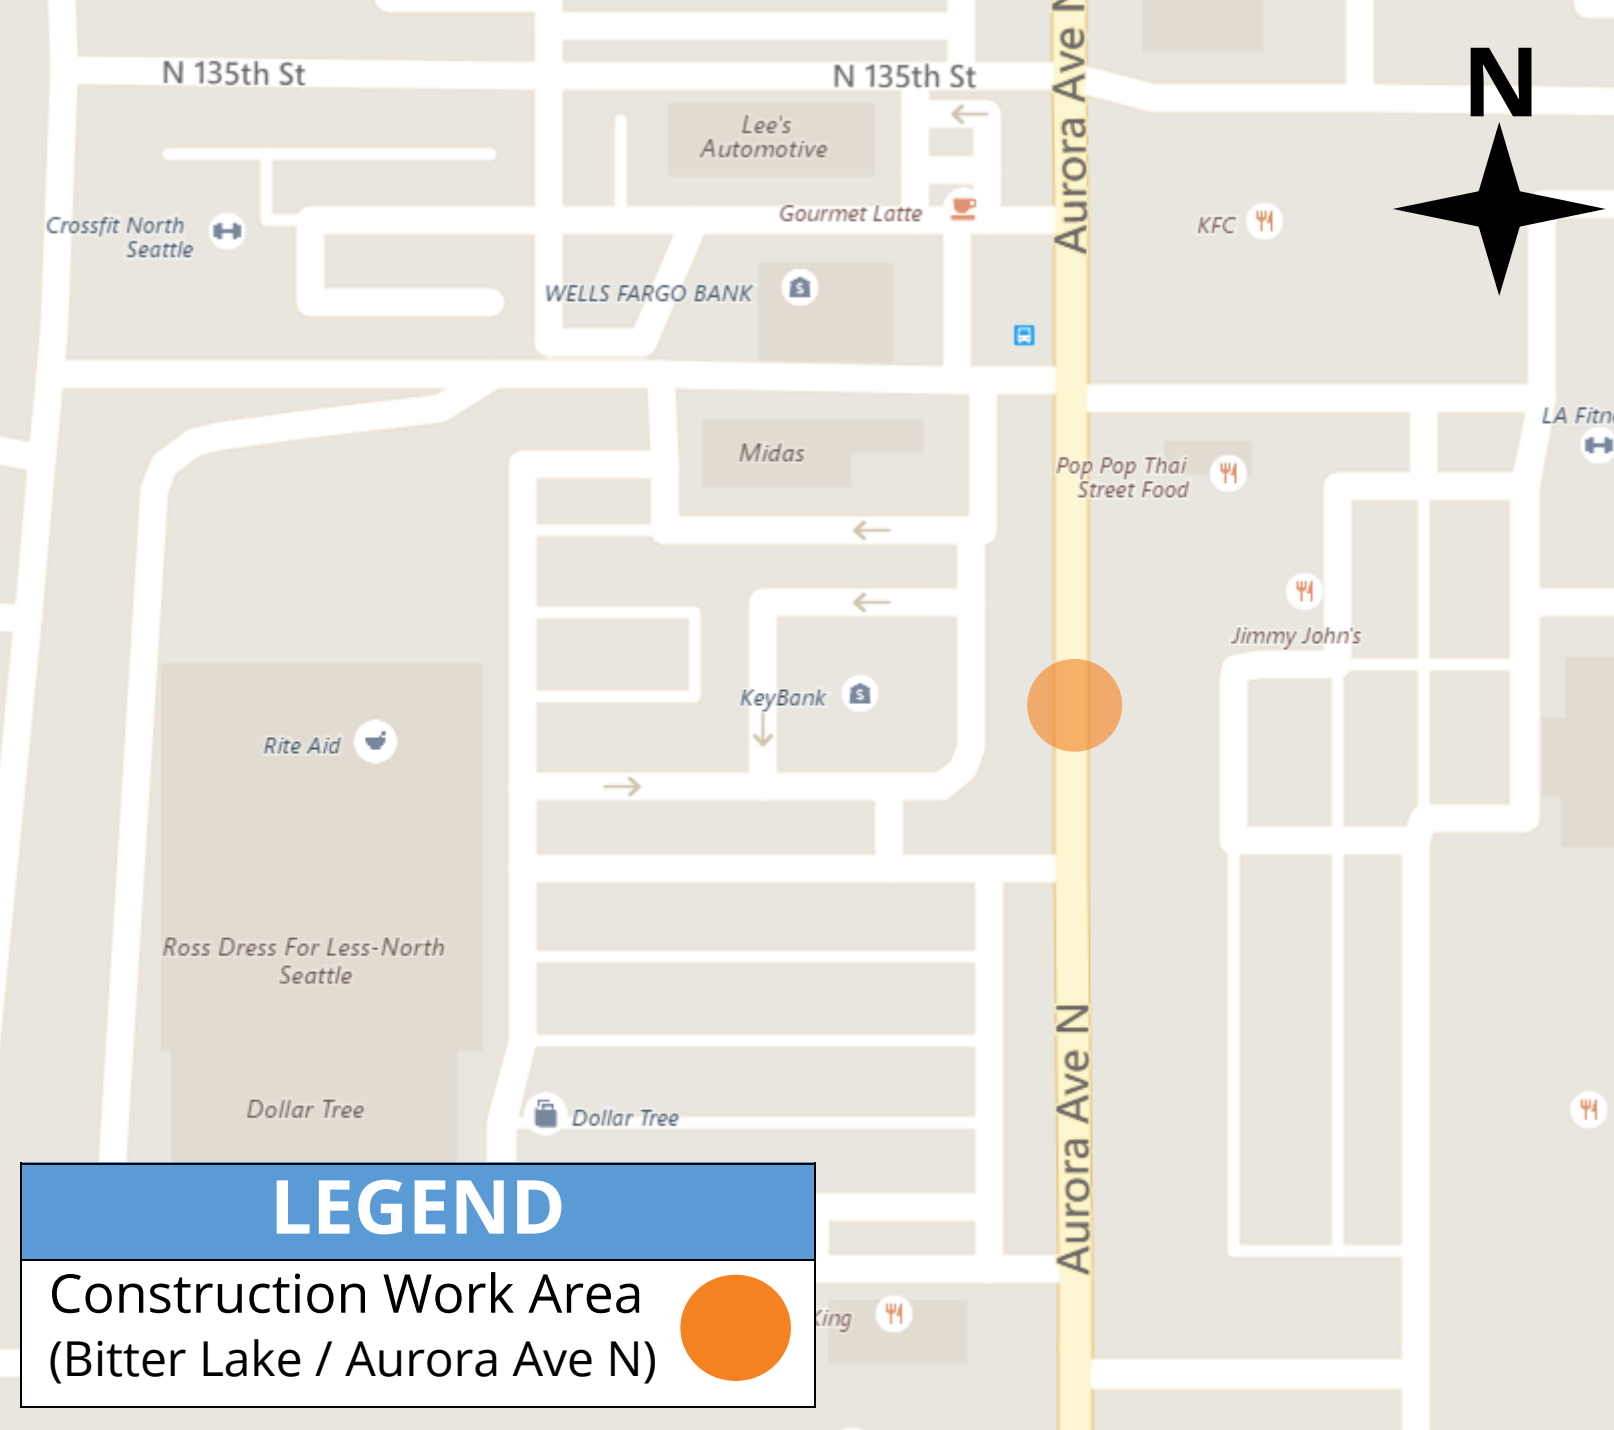 Aurora Ave N
N
N 135th St
N 135th St
Lee's
Automotive
Gourmet Latte
Crossfit North
Seattle
KFC
WELLS FARGO BANK
LA Fitn
Midas
Pop Pop Thai
Street Food
Jimmy John's
KeyBank
Rite Aid
Ross Dress For Less-North
Seattle
Aurora Ave N
Dollar Tree
Dollar Tree
LEGEND
Construction Work Area
(Bitter Lake / Aurora Ave N)
King